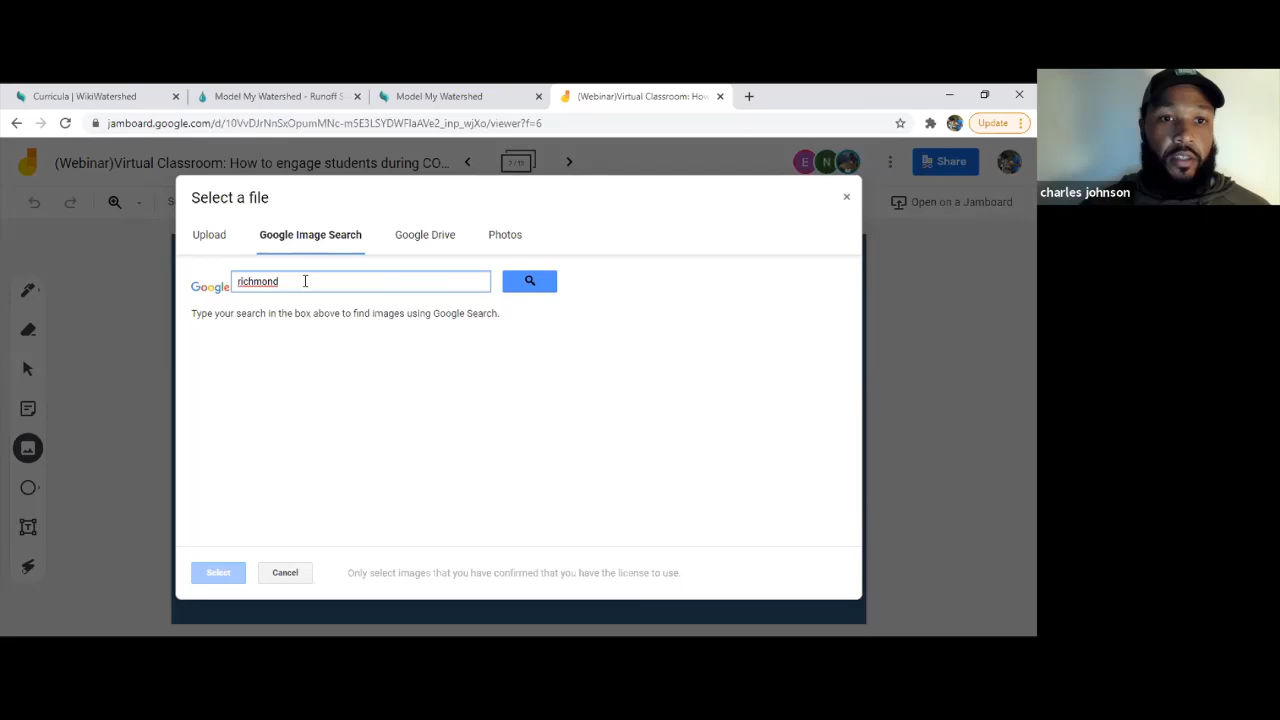 Curricula | WikiWatershed
Model My Watershed - Runoff S
Model My Watershed
(Webinar)Virtual Classroom: How
jamboard.google.com/d/10VvDJrNnSxOpumMNc-m5E3LSYDWFlaAVe2_inp_wjXo/viewer?f=6
Update
(Webinar)Virtual Classroom: How to engage students during CO...
E N
Share
Open on a Jamboard
Select a file
Upload
Google Image Search
Google Drive
Photos
Google
richmond
Type your search in the box above to find images using Google Search.
Select
Cancel
Only select images that you have confirmed that you have the license to use.
charles johnson